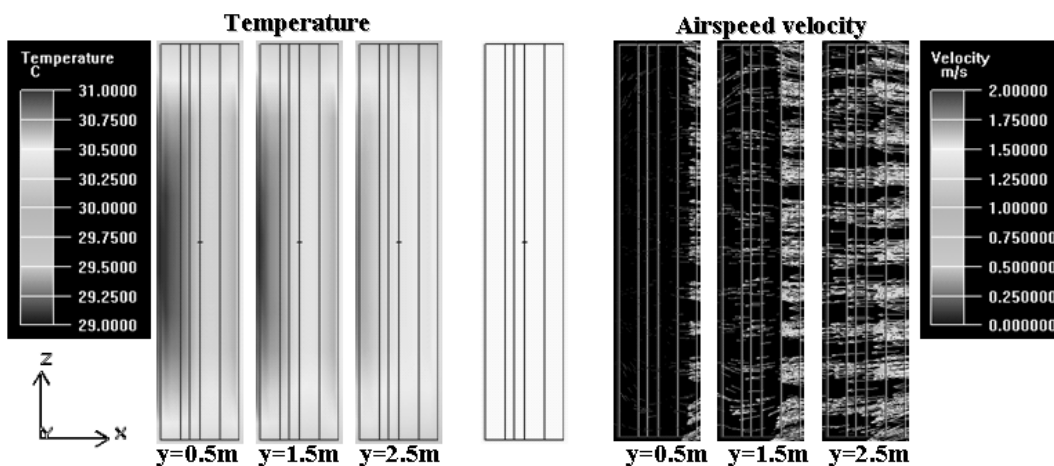 Temperature
Airspeed velocity
Temperature
C
31.0000
30.7500
30.5000
30.2500
30.0000
29.7500
29.5000
29.2500
29.0000
Velocity
m/s
2.00000
1.75000
1.50000
1.25000
1.00000
0.750000
0.500000
0.250000
0.000000
Z
Y
X
y=0.5m
y=1.5m
y=2.5m
y=0.5m
y=1.5m
y=2.5m